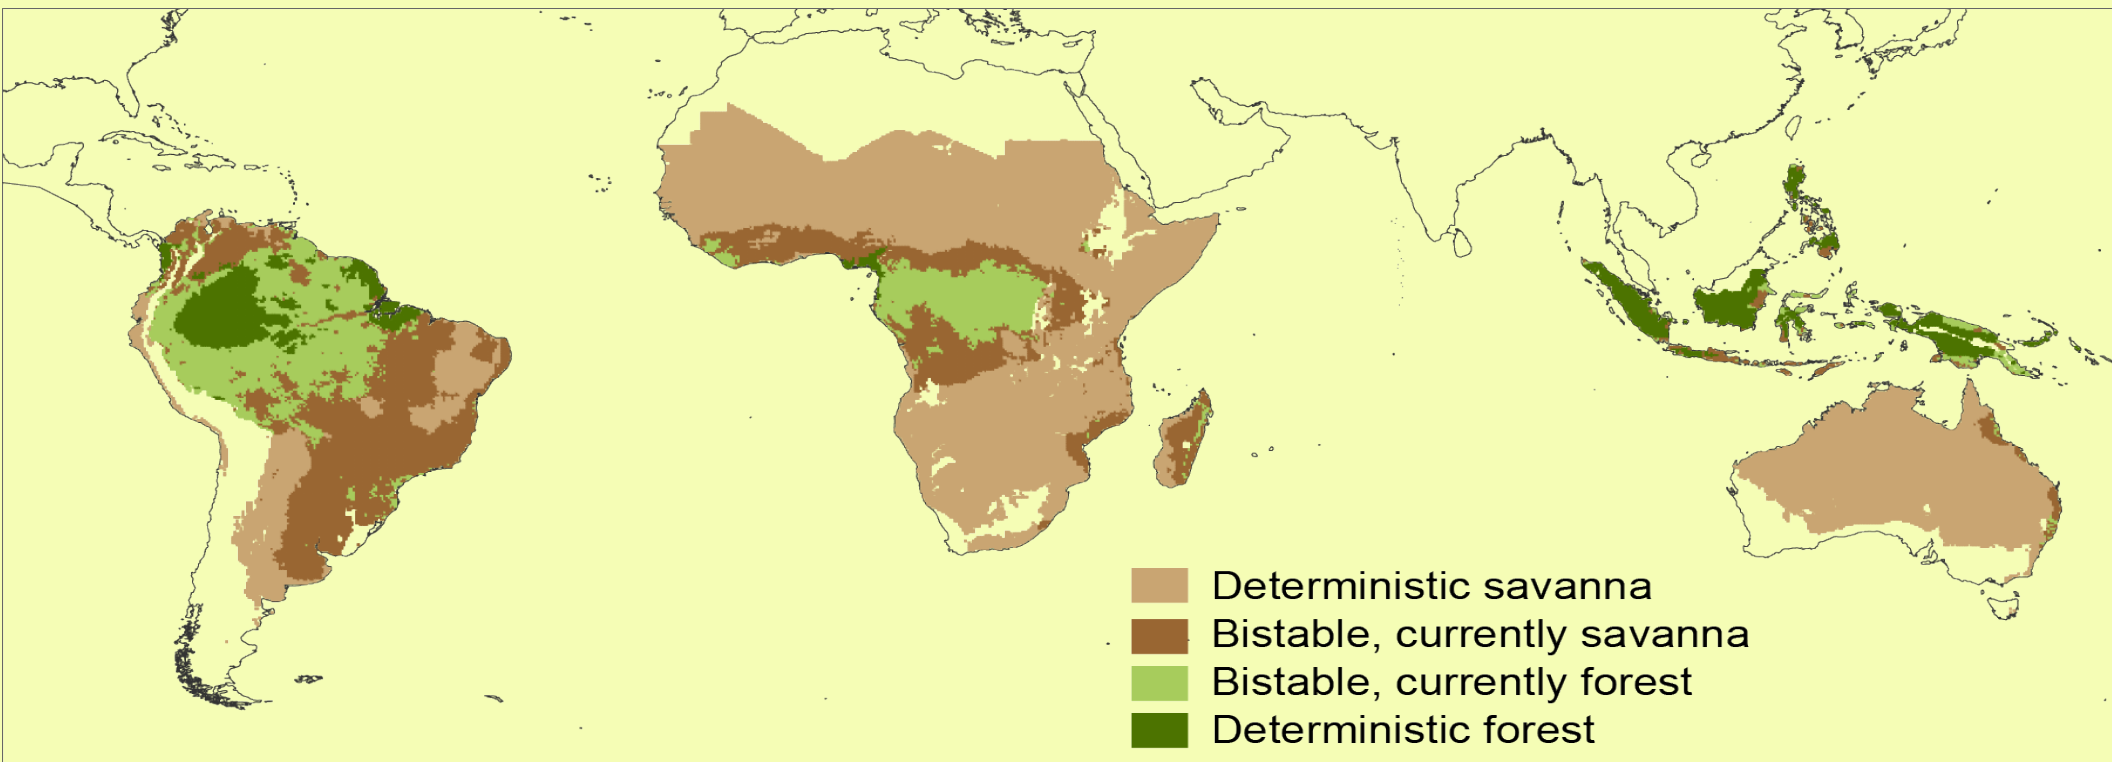 Deterministic savanna
Bistable, currently savanna
Bistable, currently forest
Deterministic forest